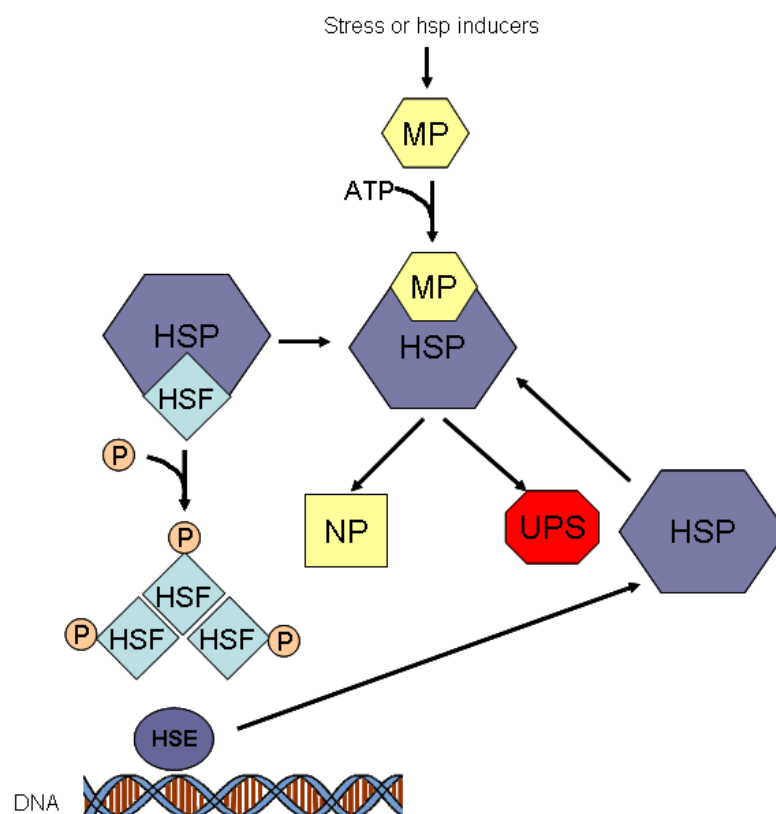 Stress or hsp inducers
MP
ATP
MP
HSP
HSP
HSF
P
NP
UPS
HSP
P
HSF
P
HSF
HSF
P
HSE
DNA